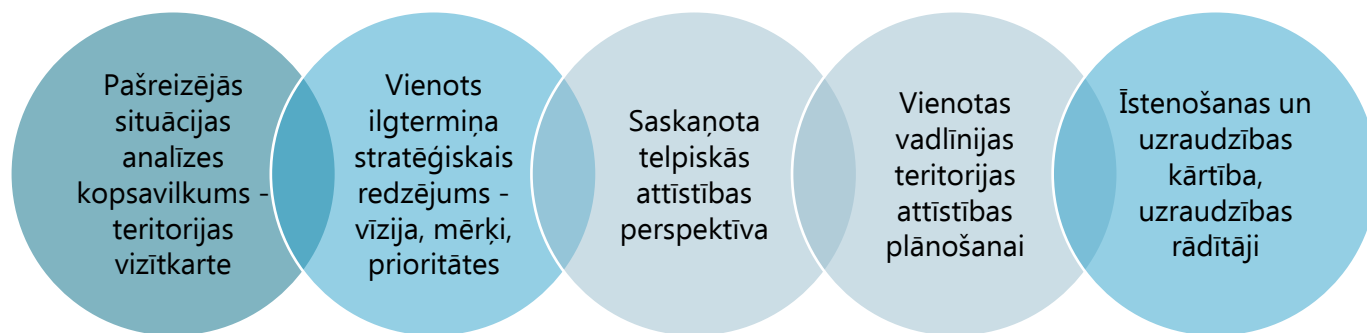 Pašreizējās
situācijas
analīzes
kopsavilkums -
teritorijas
vizītkarte
Vienots
ilgtermiņa
stratēģiskais
redzējums -
vīzija, mērķi,
prioritātes
Saskaņota
telpiskās
attīstības
perspektīva
Vienotas
vadlīnijas
teritorijas
attīstības
plānošanai
Īstenošanas un
uzraudzības
kārtība,
uzraudzības
rādītāji